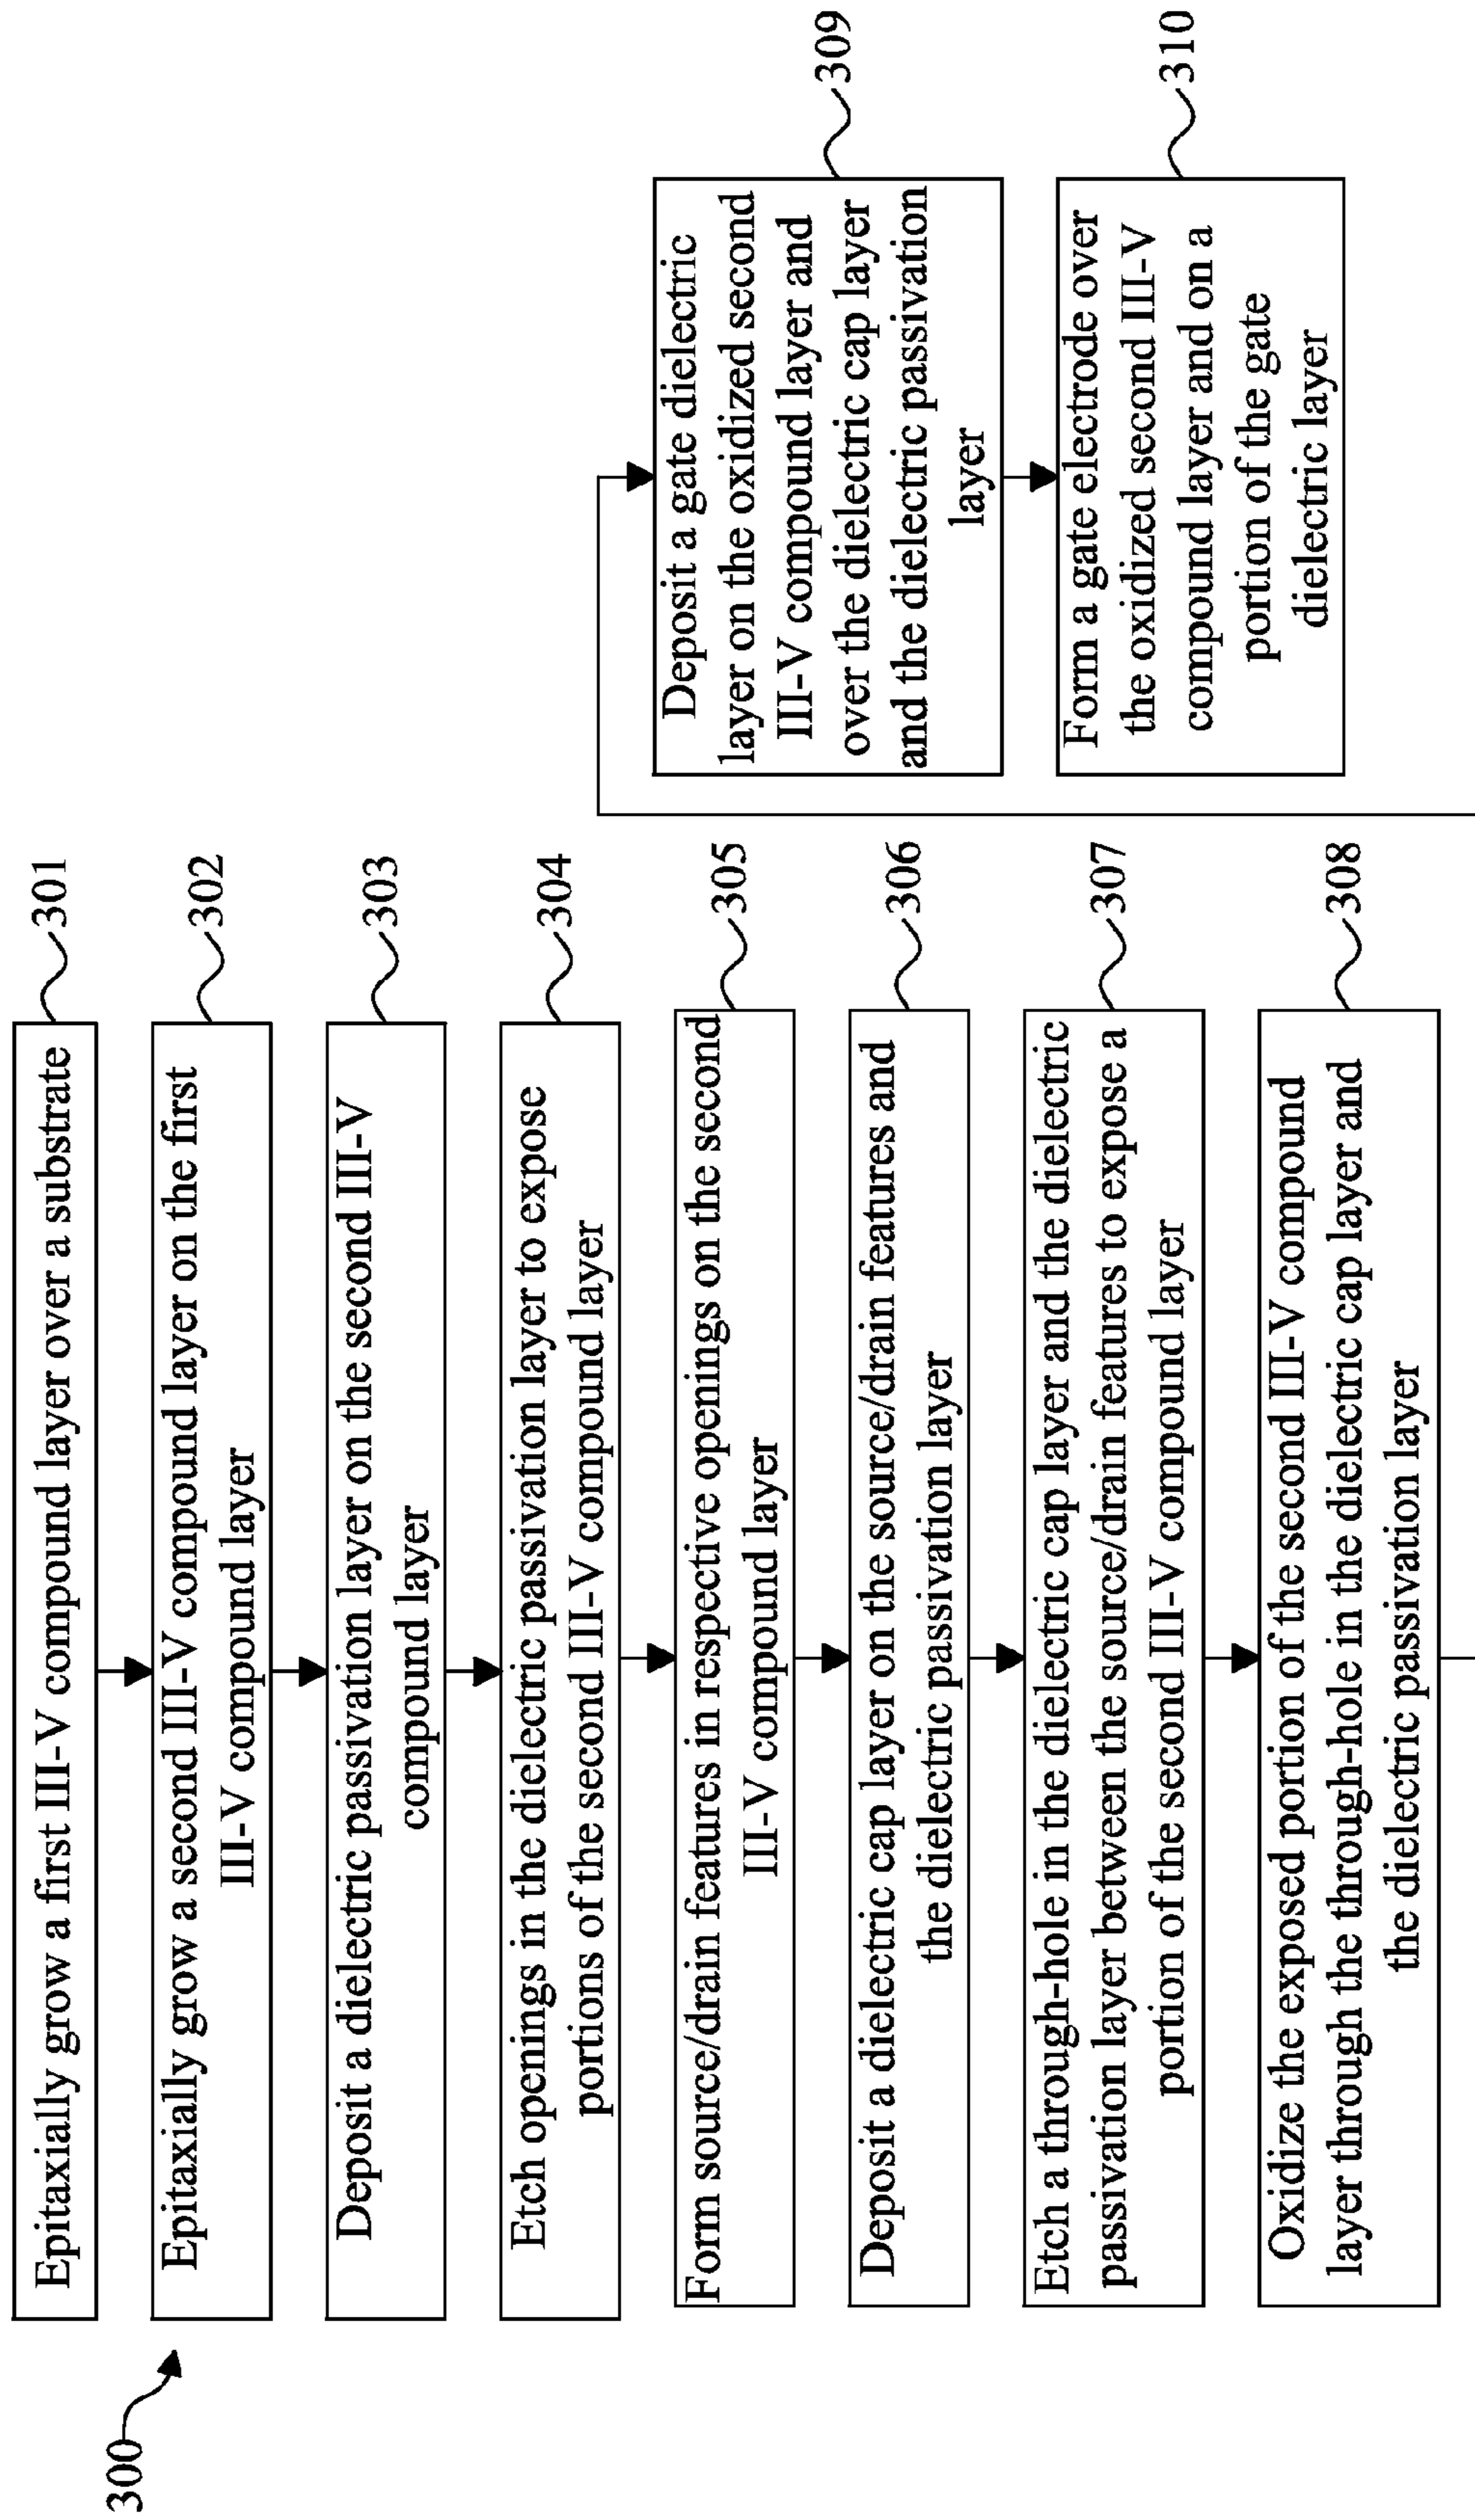 300
Epitaxially grow a first III-V compound layer over a substrate
301
Epitaxially grow a second III-V compound layer on the first
III-V compound layer
302
Deposit a dielectric passivation layer on the second III-V
compound layer
303
Etch openings in the dielectric passivation layer to expose
portions of the second III-V compound layer
304
Form source/drain features in respective openings on the second
III-V compound layer
305
Deposit a dielectric cap layer on the source/drain features and
the dielectric passivation layer
306
Etch a through-hole in the dielectric cap layer and the dielectric
passivation layer between the source/drain features to expose a
portion of the second III-V compound layer
307
Oxidize the exposed portion of the second III-V compound
layer through the through-hole in the dielectric cap layer and
the dielectric passivation layer
308
Deposit a gate dielectric
layer on the oxidized second
III-V compound layer and
over the dielectric cap layer
and the dielectric passivation
layer
309
Form a gate electrode over
the oxidized second III-V
compound layer and on a
portion of the gate
dielectric layer
310